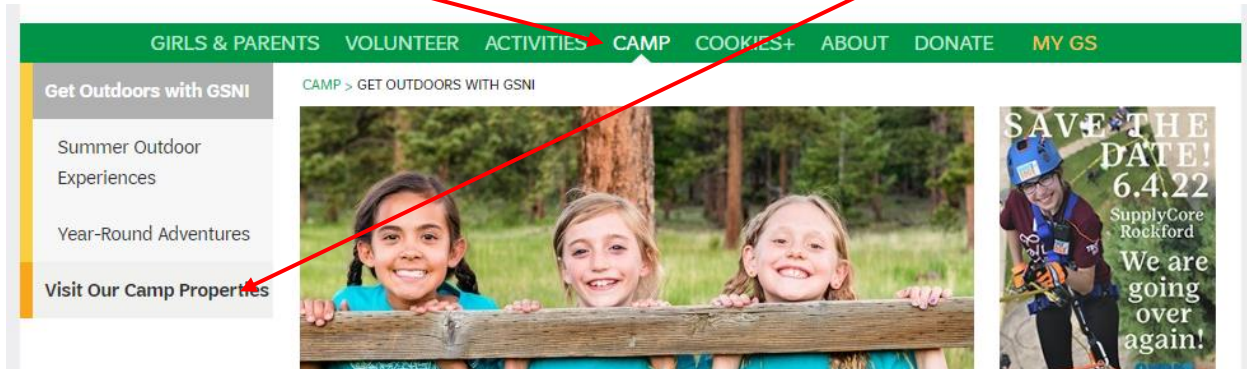 GIRLS & PARENTS VOLUNTEER ACTIVITIES CAMP COOKIES+ ABOUT DONATE MY GS
Get Outdoors with GSNI
Summer Outdoor
Experiences
Year-Round Adventures
Visit Our Camp Properties
CAMP > GET OUTDOORS WITH GSNI
SAVE THE
DATE!
6.4.22
SupplyCore
Rockford
We are
going
over
again!